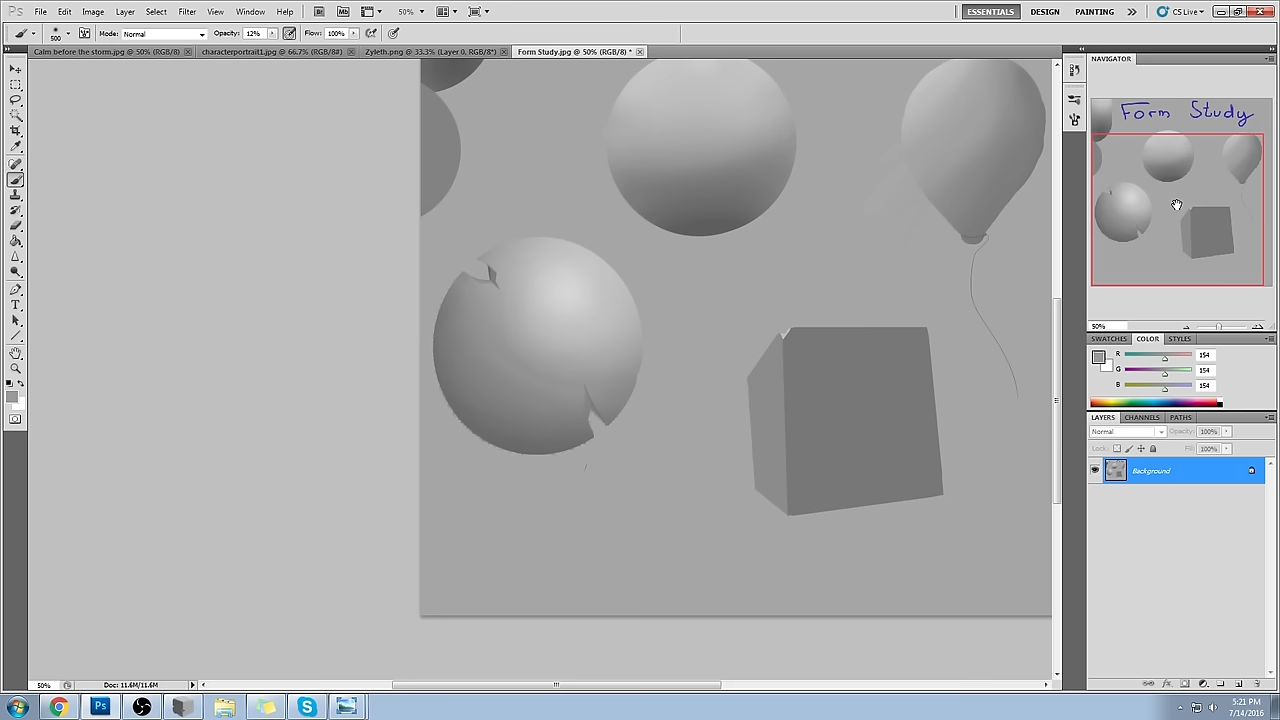 Ps File Edit Image Layer Select Filter Analysis View Window Help Mb 50% ESSENTIALS DESIGN PAINTING CS Live
500 Mode: Normal Opacity: 12% Flow: 100%
Calm before the storm.jpg @ 50% (RGB/8) characterportrait1.jpg @ 66.7% (RGB/8#) Zyleth.png @ 33.3% (Layer 0, RGB/8*) Form Study.jpg @ 50% (RGB/8) *
NAVIGATOR
Form Study
50%
SWATCHES COLOR STYLES
R 154
G 154
B 154
LAYERS CHANNELS PATHS
Normal Opacity: 100%
Lock: Fill: 100%
Background
50% Doc: 11.6M/11.6M
5:21 PM
7/14/2016